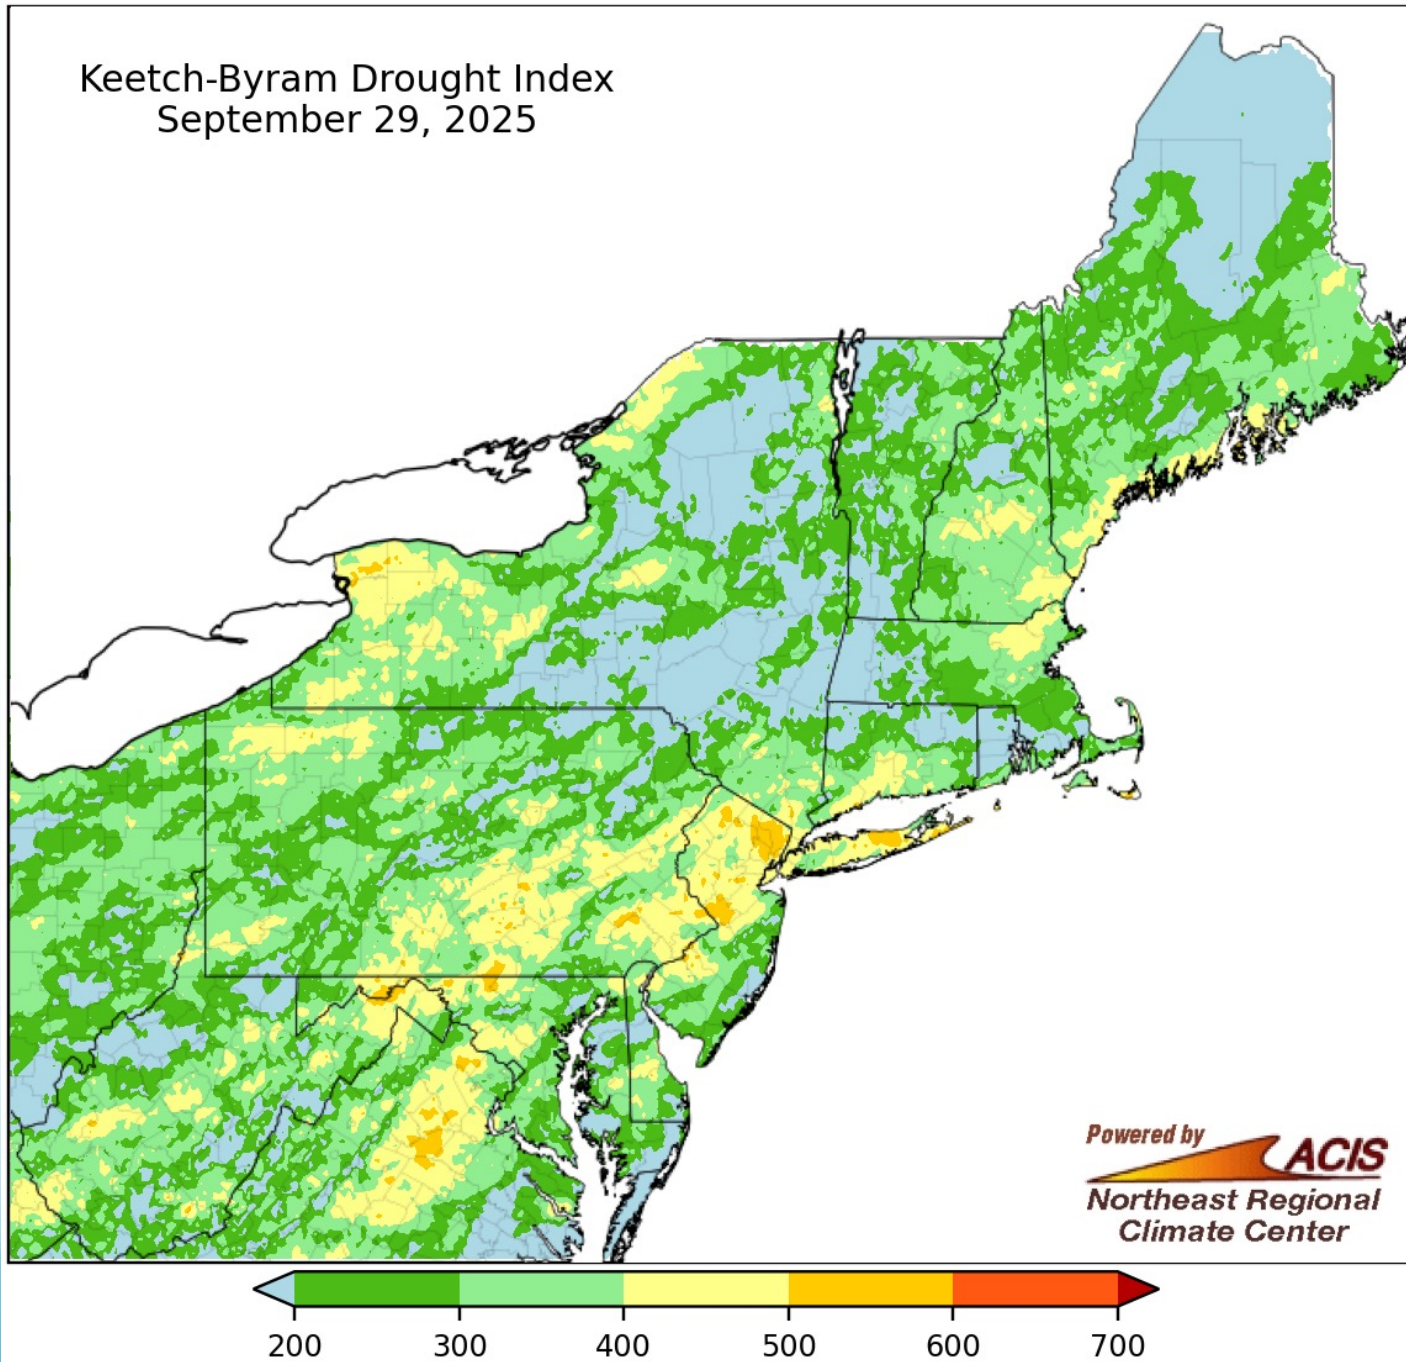 Keetch-Byram Drought Index
September 29, 2025
Powered by
ACIS
Northeast Regional
Climate Center
200 300 400 500 600 700